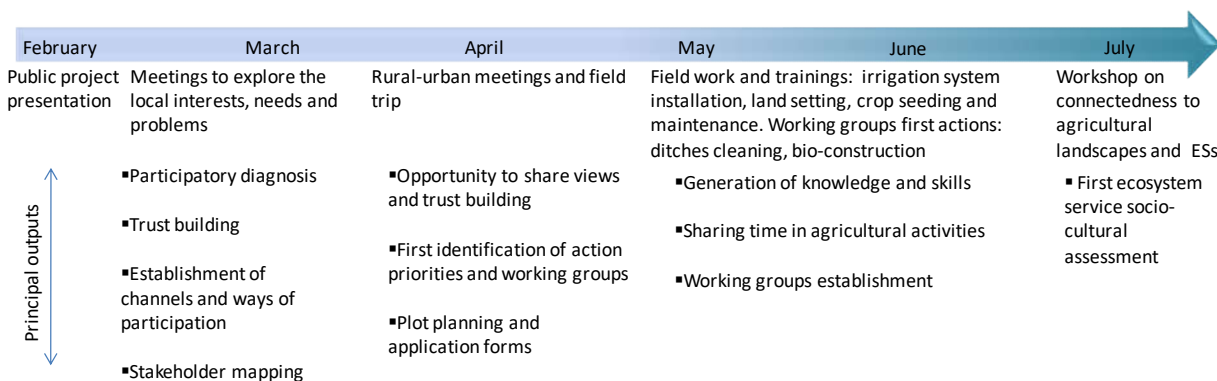 February
March
April
May
June
July
Public project
presentation
Meetings to explore the
local interests, needs and
problems
Rural-urban meetings and field
trip
Field work and trainings: irrigation system
installation, land setting, crop seeding and
maintenance. Working groups first actions:
ditches cleaning, bio-construction
Workshop on
connectedness to
agricultural
landscapes and ESs
Principal outputs
▪Participatory diagnosis
▪Trust building
▪Establishment of
channels and ways of
participation
▪Stakeholder mapping
▪Opportunity to share views
and trust building
▪First identification of action
priorities and working groups
▪Plot planning and
application forms
▪Generation of knowledge and skills
▪Sharing time in agricultural activities
▪Working groups establishment
▪ First ecosystem
service socio-
cultural
assessment